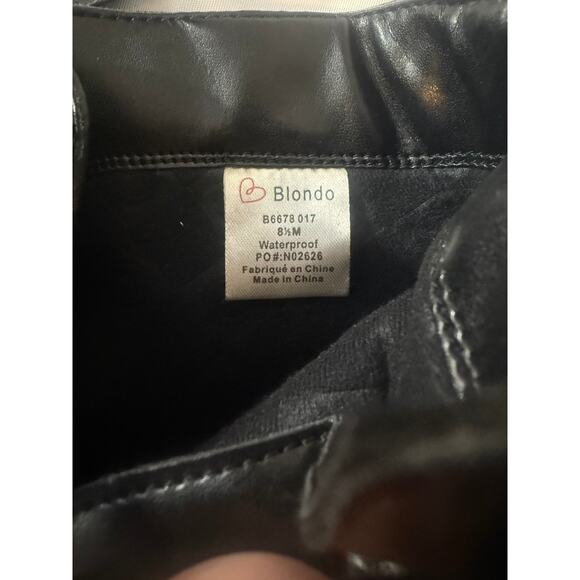 Blondo
B6678 017
8½M
Waterproof
PO#:N02626
Fabriqué en Chine
Made in China